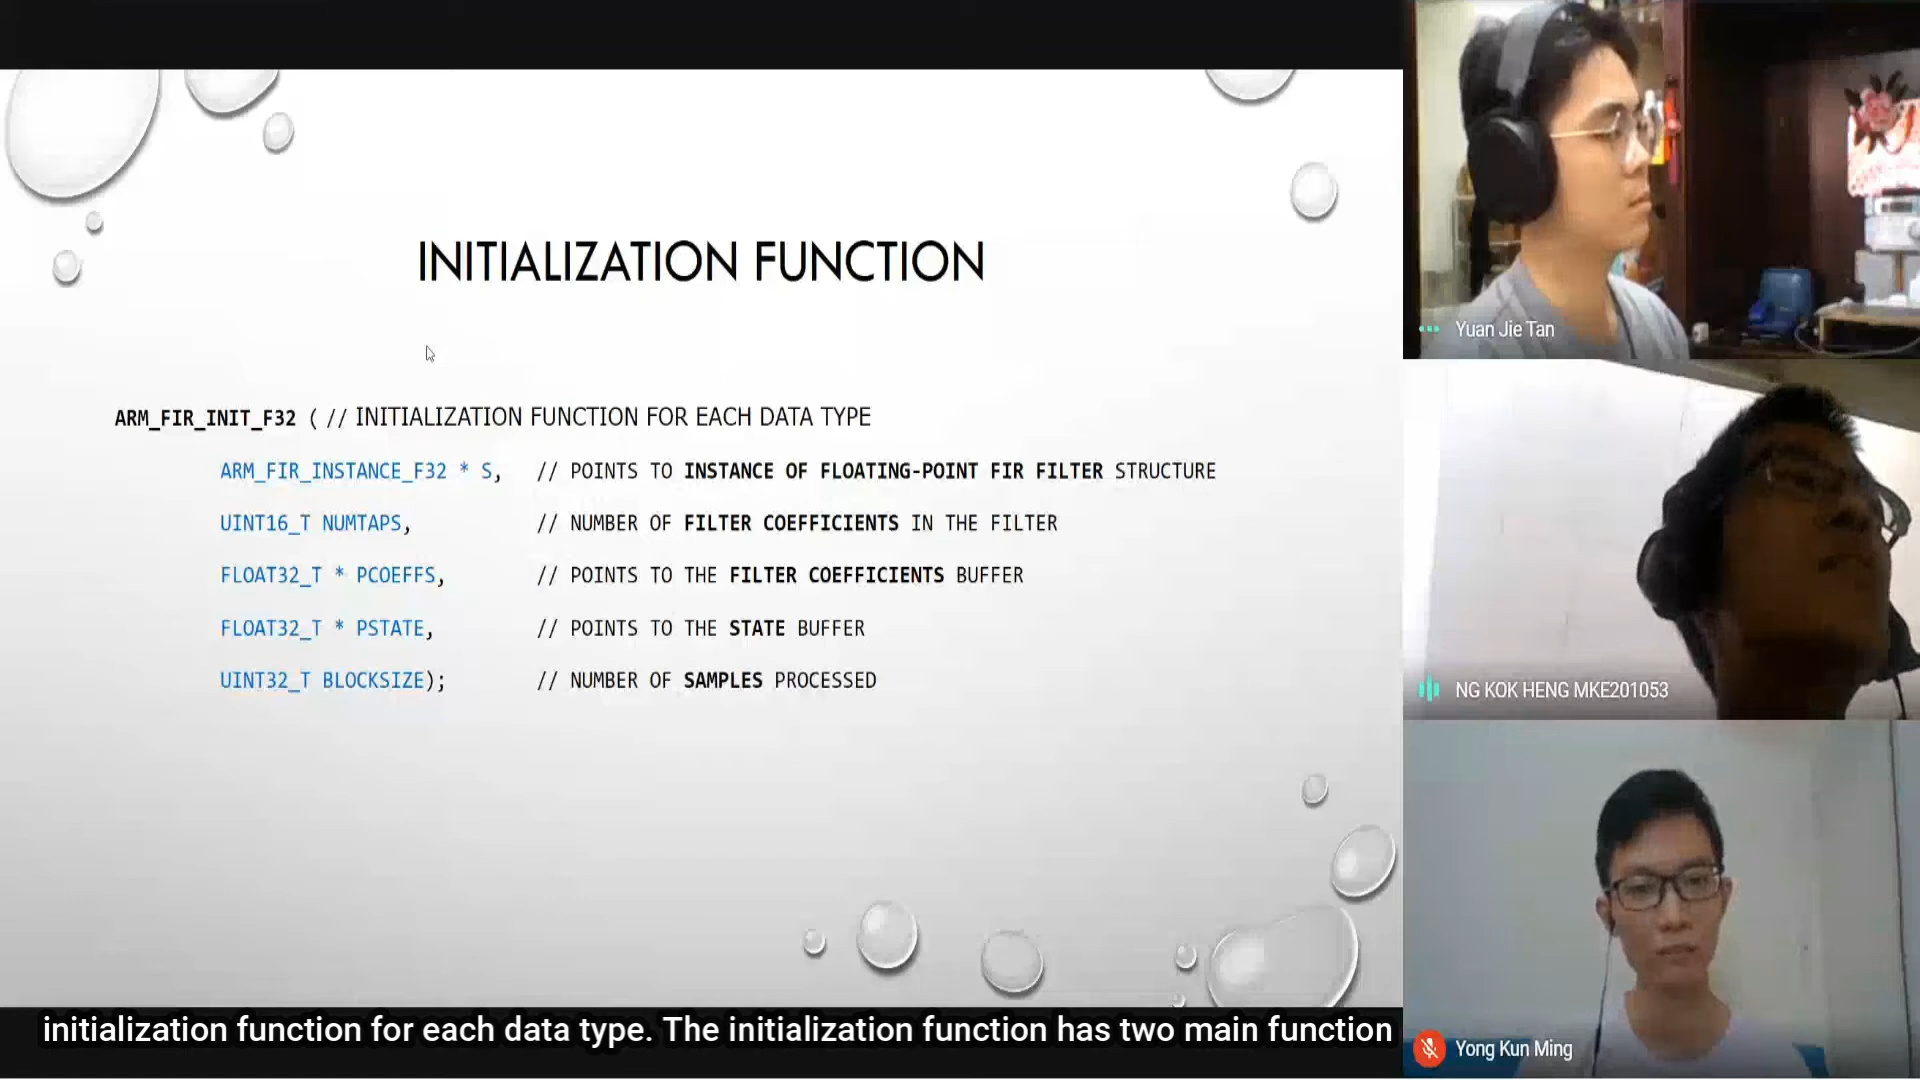 INITIALIZATION FUNCTION
ARM_FIR_INIT_F32 ( // INITIALIZATION FUNCTION FOR EACH DATA TYPE
ARM_FIR_INSTANCE_F32 * S, // POINTS TO INSTANCE OF FLOATING-POINT FIR FILTER STRUCTURE
UINT16_T NUMTAPS, // NUMBER OF FILTER COEFFICIENTS IN THE FILTER
FLOAT32_T * PCOEFFS, // POINTS TO THE FILTER COEFFICIENTS BUFFER
FLOAT32_T * PSTATE, // POINTS TO THE STATE BUFFER
UINT32_T BLOCKSIZE); // NUMBER OF SAMPLES PROCESSED
initialization function for each data type. The initialization function has two main function
Yuan Jie Tan
NG KOK HENG MKE201053
Yong Kun Ming